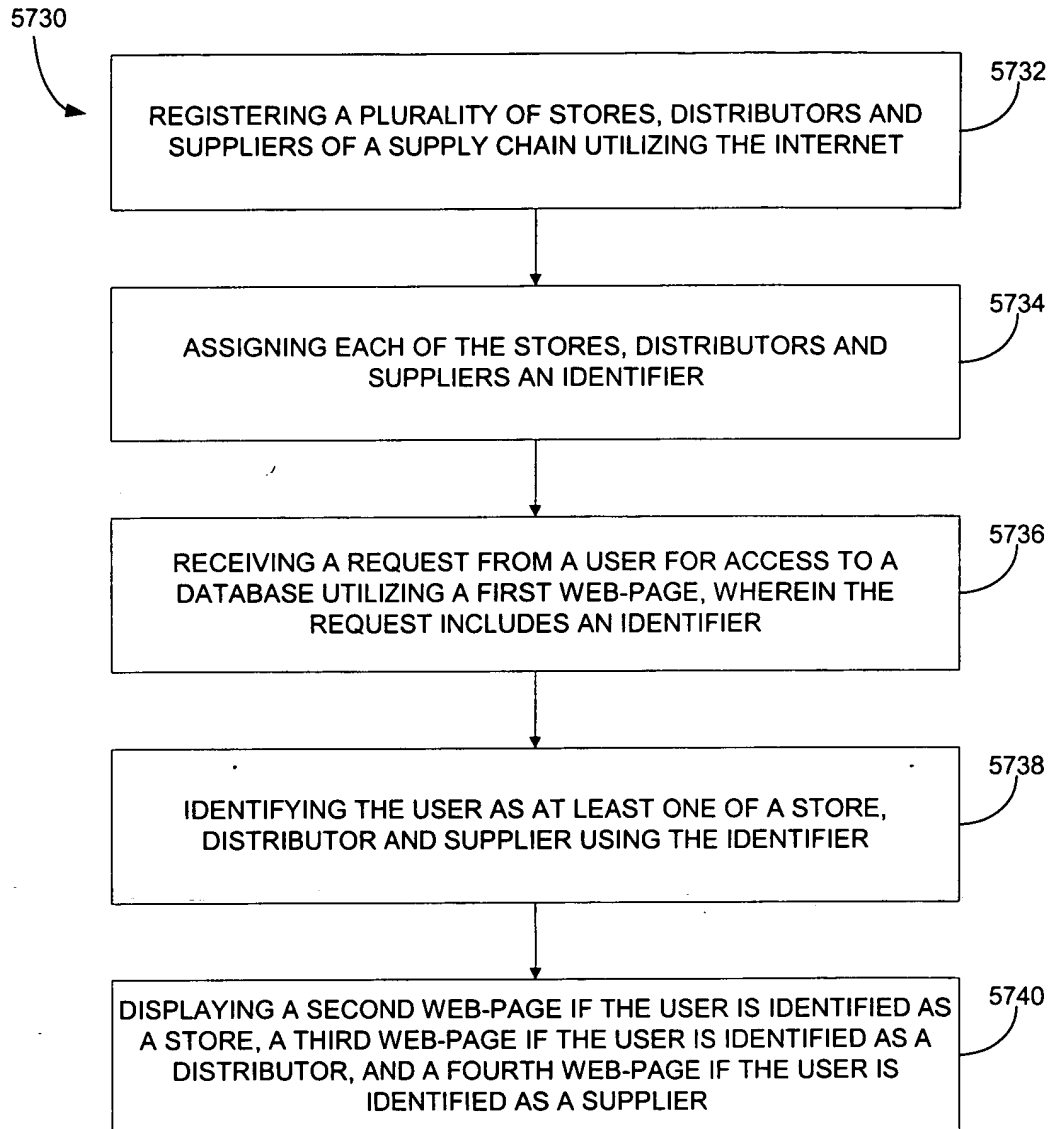 5730
5732
REGISTERING A PLURALITY OF STORES, DISTRIBUTORS AND
SUPPLIERS OF A SUPPLY CHAIN UTILIZING THE INTERNET
5734
ASSIGNING EACH OF THE STORES, DISTRIBUTORS AND
SUPPLIERS AN IDENTIFIER
5736
RECEIVING A REQUEST FROM A USER FOR ACCESS TO A
DATABASE UTILIZING A FIRST WEB-PAGE, WHEREIN THE
REQUEST INCLUDES AN IDENTIFIER
5738
IDENTIFYING THE USER AS AT LEAST ONE OF A STORE,
DISTRIBUTOR AND SUPPLIER USING THE IDENTIFIER
5740
DISPLAYING A SECOND WEB-PAGE IF THE USER IS IDENTIFIED AS
A STORE, A THIRD WEB-PAGE IF THE USER IS IDENTIFIED AS A
DISTRIBUTOR, AND A FOURTH WEB-PAGE IF THE USER IS
IDENTIFIED AS A SUPPLIER